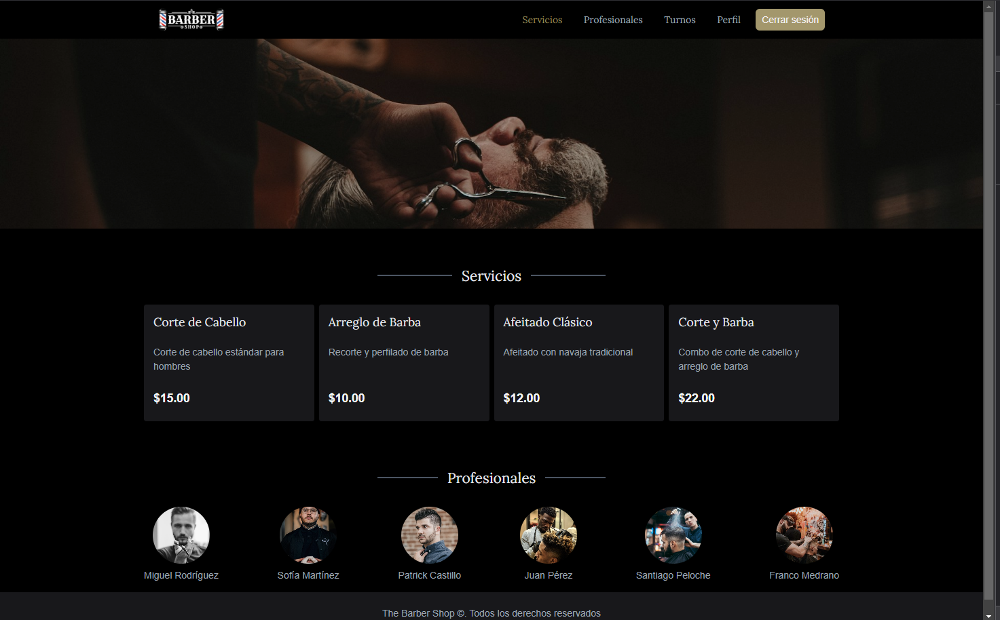 BARBER
SHOP
Servicios
Profesionales
Turnos
Perfil
Cerrar sesión
Servicios
Corte de Cabello
Corte de cabello estándar para
hombres
$15.00
Arreglo de Barba
Recorte y perfilado de barba
$10.00
Afeitado Clásico
Afeitado con navaja tradicional
$12.00
Corte y Barba
Combo de corte de cabello y
arreglo de barba
$22.00
Profesionales
Miguel Rodríguez
Sofía Martínez
Patrick Castillo
Juan Pérez
Santiago Peloche
Franco Medrano
The Barber Shop ©. Todos los derechos reservados